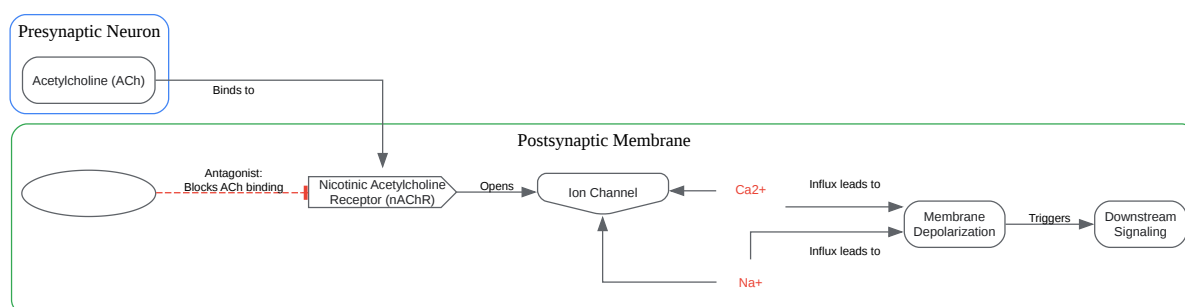 Presynaptic Neuron
Acetylcholine (ACh)
Binds to
Postsynaptic Membrane
Antagonist:
Blocks ACh binding
Nicotinic Acetylcholine
Receptor (nAChR)
Opens
Ion Channel
Ca2+
Influx leads to
Membrane
Depolarization
Triggers
Downstream
Signaling
Influx leads to
Na+